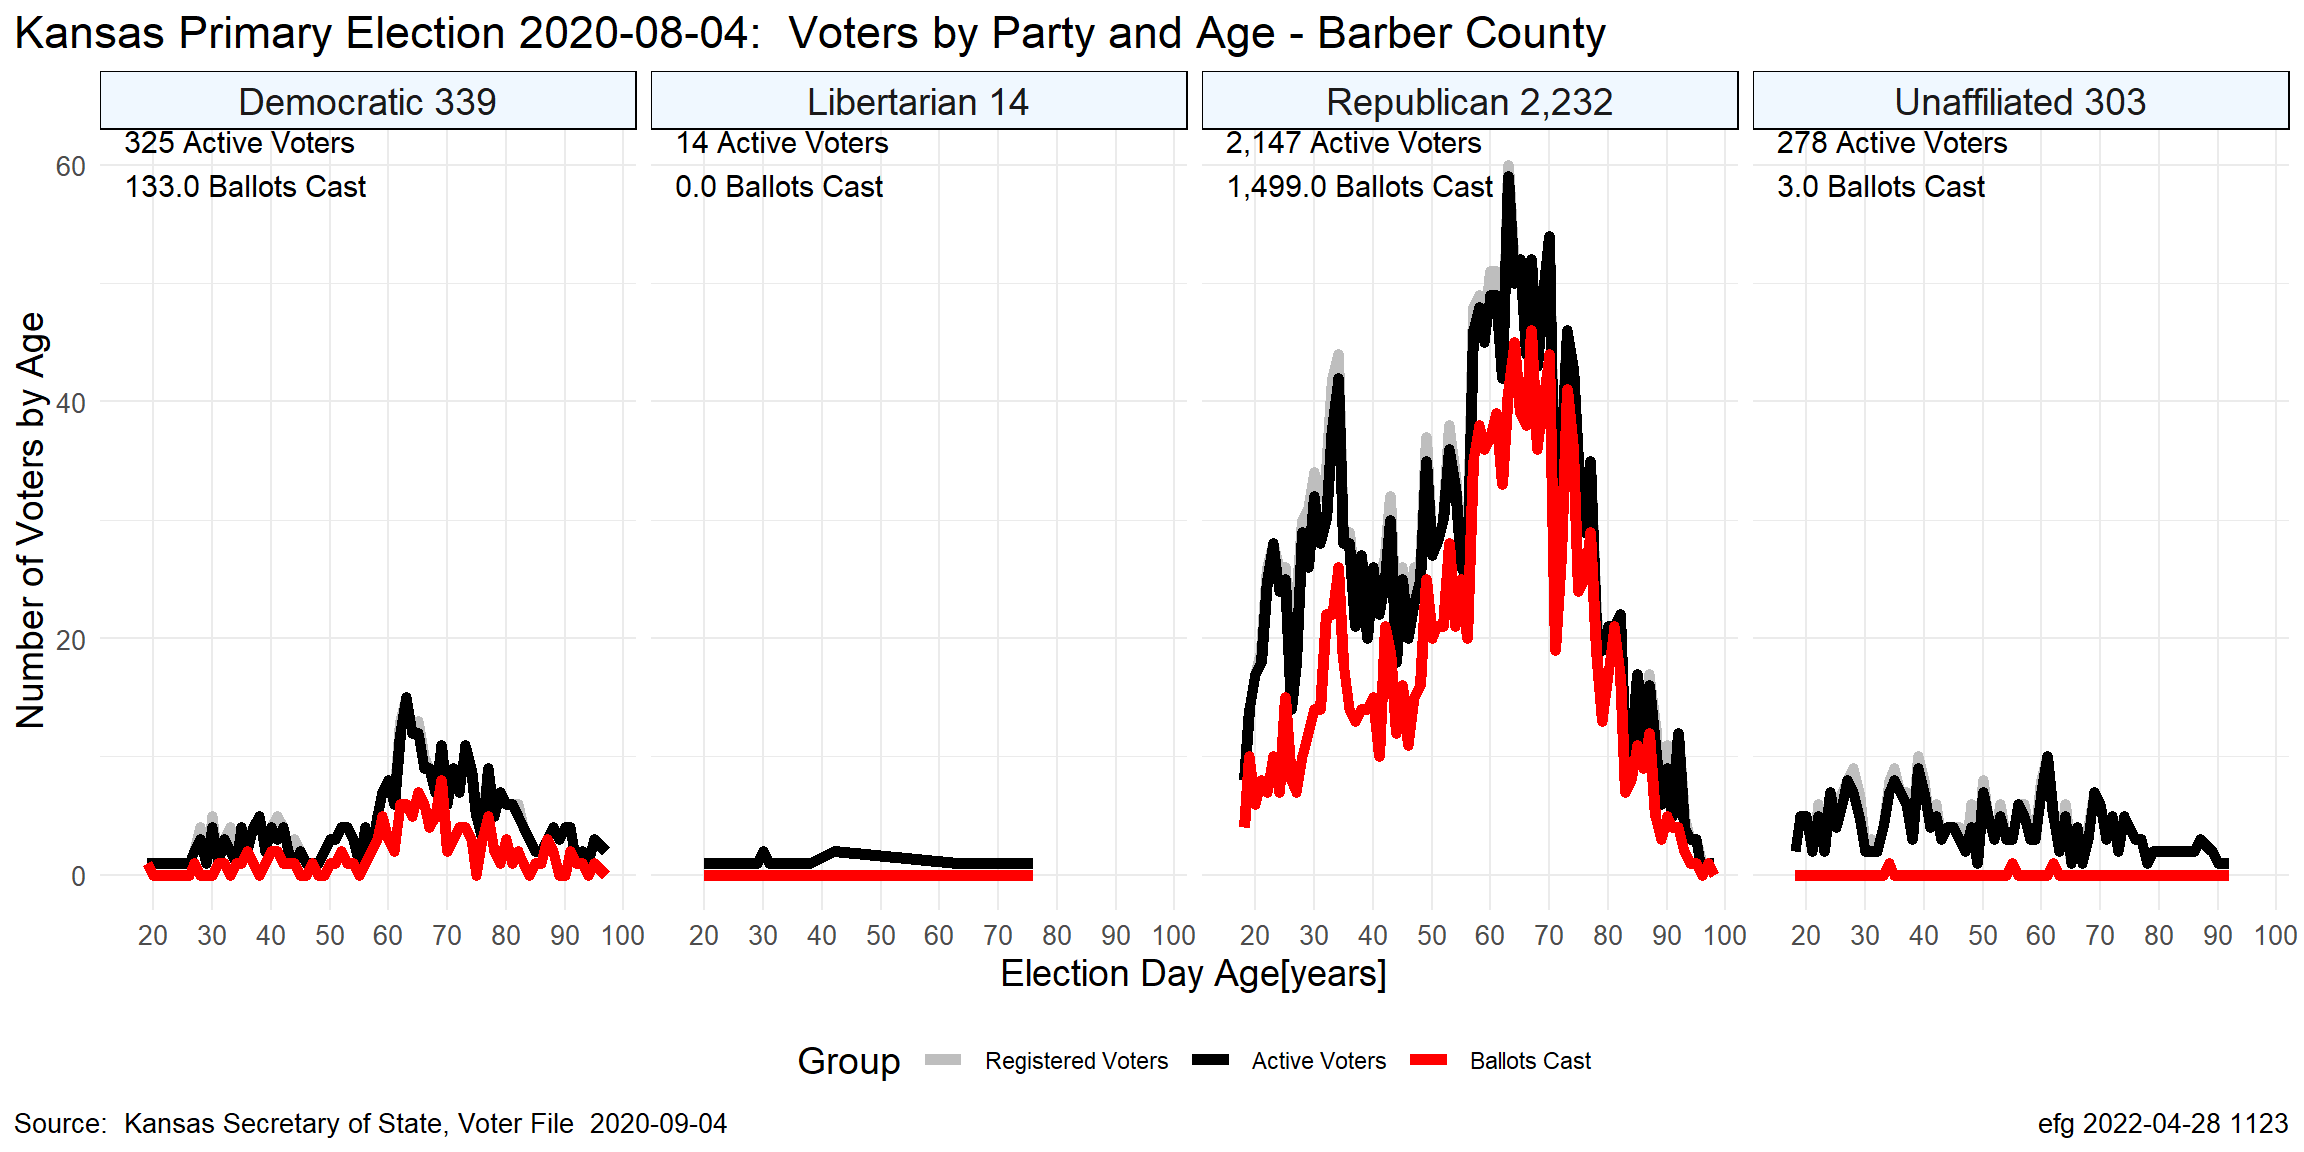 Kansas Primary Election 2020-08-04:  Voters by Party and Age - Barber County
Democratic 339
Libertarian 14
Republican 2,232
Unaffiliated 303
325 Active Voters
133.0 Ballots Cast
14 Active Voters
0.0 Ballots Cast
2,147 Active Voters
1,499.0 Ballots Cast
278 Active Voters
3.0 Ballots Cast
Number of Voters by Age
60
40
20
0
20 30 40 50 60 70 80 90 100
20 30 40 50 60 70 80 90 100
20 30 40 50 60 70 80 90 100
20 30 40 50 60 70 80 90 100
Election Day Age[years]
Group Registered Voters Active Voters Ballots Cast
Source:  Kansas Secretary of State, Voter File  2020-09-04
efg 2022-04-28 1123